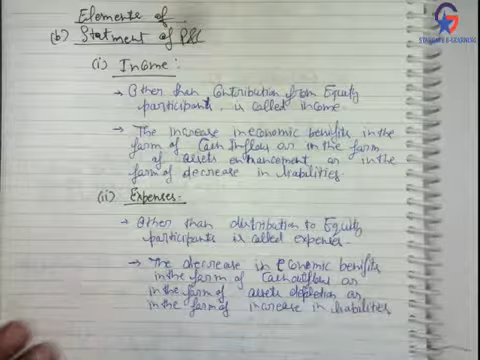 Elements of
(b) Statment of P&L
(i) Income:
→ Other than Contribution from Equity
participants is called income.
→ The increase in economic benefits in the
form of Cash Inflow or in the form
of assets enhancement or in the
form of decrease in liabilities
(ii) Expenses-
→ Other than distribution to Equity
participants is called expenses.
→ The decrease in Economic benefits
in the form of Cash outflow or
in the form of assets depletion or
in the form of increase in liabilities